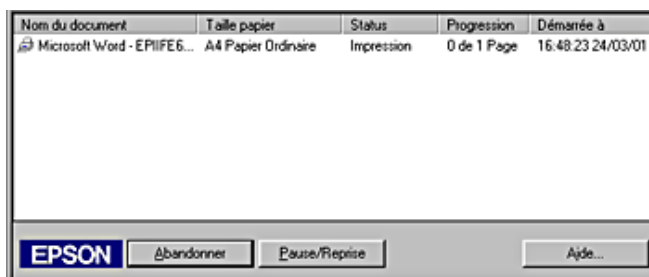 Nom du document Taille papier Status Progression Démarrée à
Microsoft Word - EPIIFE6... A4 Papier Ordinaire Impression 0 de 1 Page 16:48:23 24/03/01
EPSON Abandonner Pause/Reprise Aide...